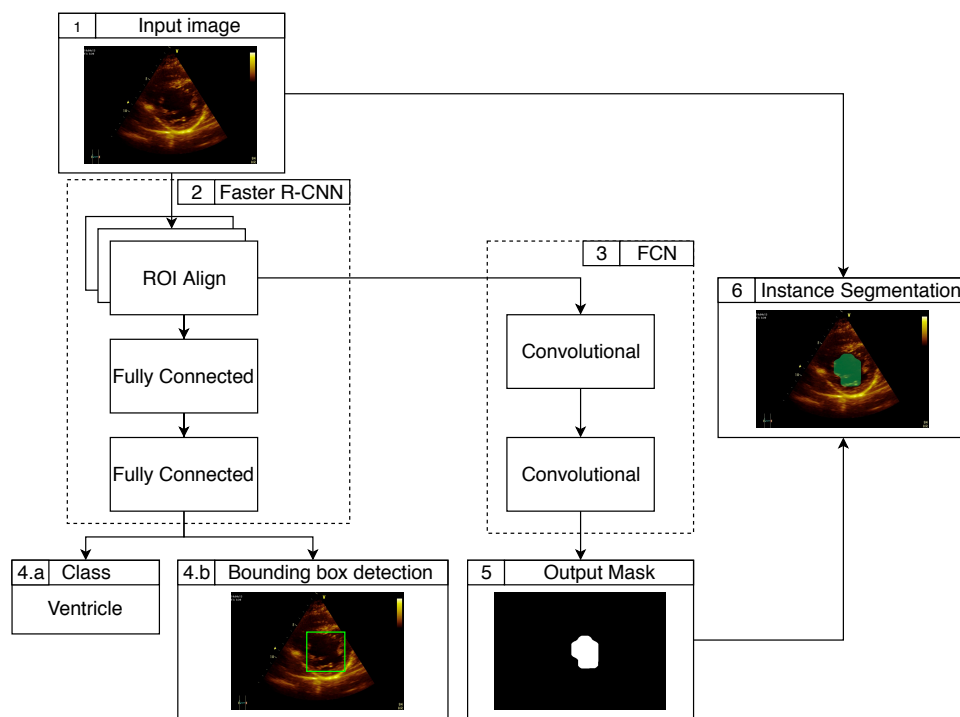 1 Input image
2 Faster R-CNN
ROI Align
Fully Connected
Fully Connected
3 FCN
Convolutional
Convolutional
4.a Class
Ventricle
4.b Bounding box detection
5 Output Mask
6 Instance Segmentation